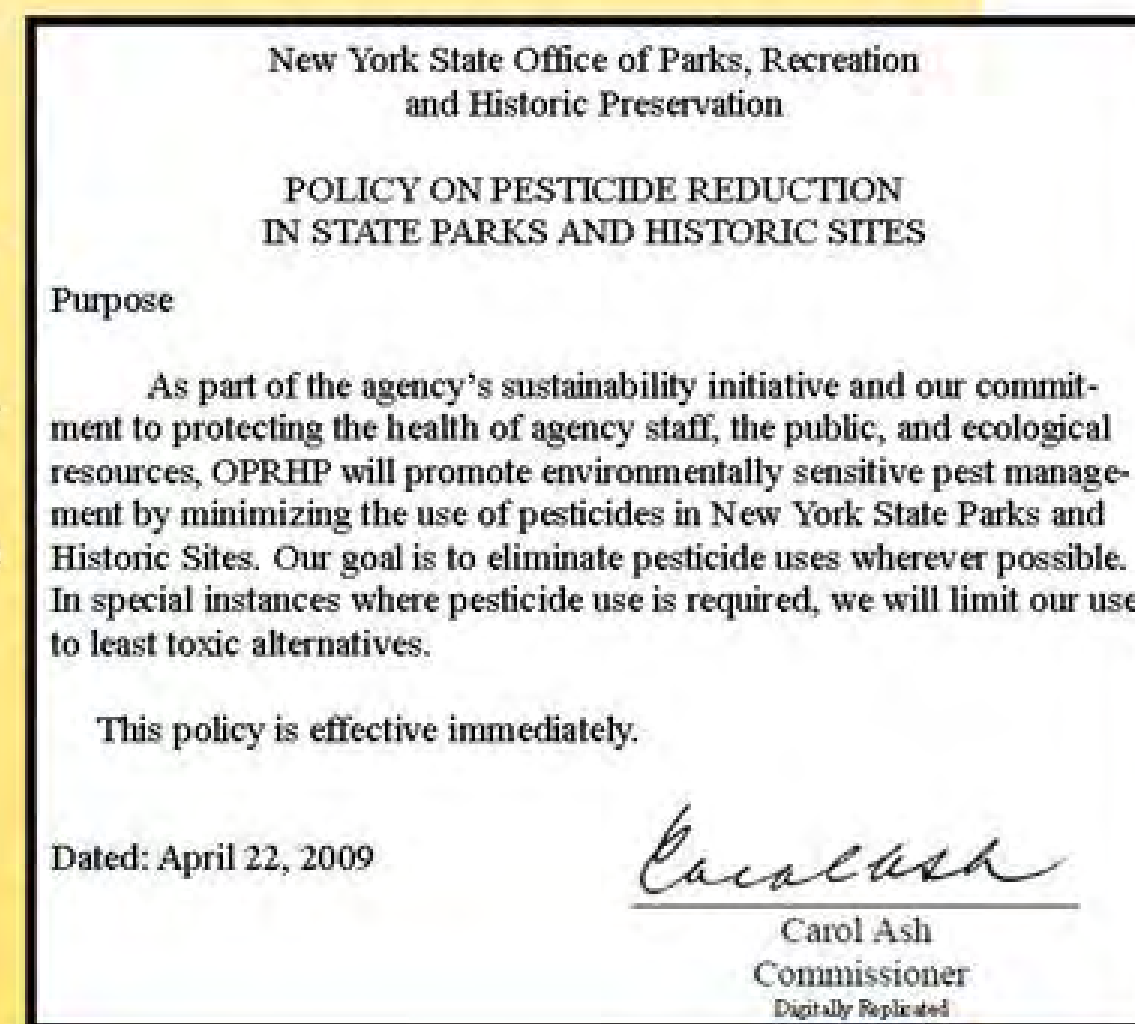 New York State Office of Parks, Recreation
and Historic Preservation
POLICY ON PESTICIDE REDUCTION
IN STATE PARKS AND HISTORIC SITES
Purpose
As part of the agency's sustainability initiative and our commit-
ment to protecting the health of agency staff, the public, and ecological
resources, OPRHP will promote environmentally sensitive pest manage-
ment by minimizing the use of pesticides in New York State Parks and
Historic Sites. Our goal is to eliminate pesticide uses wherever possible.
In special instances where pesticide use is required, we will limit our use
to least toxic alternatives.
This policy is effective immediately.
Dated: April 22, 2009
Carol Ash
Carol Ash
Commissioner
Digitally Replicated